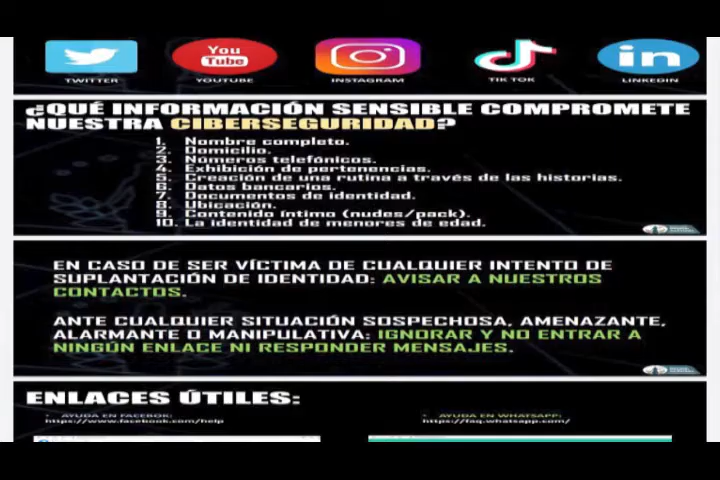 TWITTER YOUTUBE INSTAGRAM TIK TOK LINKEDIN
You
Tube
in
¿QUÉ INFORMACIÓN SENSIBLE COMPROMETE
NUESTRA CIBERSEGURIDAD?
1. Nombre completo.
2. Domicilio.
3. Números telefónicos.
4. Exhibición de pertenencias.
5. Creación de una rutina a través de las historias.
6. Datos bancarios.
7. Documentos de identidad.
8. Ubicación.
9. Contenido íntimo (nudes/pack).
10. La identidad de menores de edad.
EN CASO DE SER VÍCTIMA DE CUALQUIER INTENTO DE
SUPLANTACIÓN DE IDENTIDAD: AVISAR A NUESTROS
CONTACTOS.
ANTE CUALQUIER SITUACIÓN SOSPECHOSA, AMENAZANTE,
ALARMANTE O MANIPULATIVA: IGNORAR Y NO ENTRAR A
NINGÚN ENLACE NI RESPONDER MENSAJES.
ENLACES ÚTILES:
• AYUDA EN FACEBOK:
https://www.facebook.com/help
• AYUDA EN WHATSAPP:
https://faq.whatsapp.com/